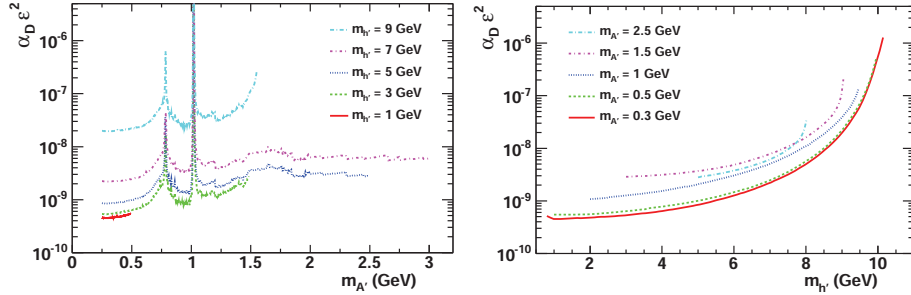 α_D ε²
10⁻⁶
10⁻⁷
10⁻⁸
10⁻⁹
10⁻¹⁰
m_h' = 9 GeV
m_h' = 7 GeV
m_h' = 5 GeV
m_h' = 3 GeV
m_h' = 1 GeV
0 0.5 1 1.5 2 2.5 3
m_A' (GeV)
α_D ε²
10⁻⁶
10⁻⁷
10⁻⁸
10⁻⁹
10⁻¹⁰
m_A' = 2.5 GeV
m_A' = 1.5 GeV
m_A' = 1 GeV
m_A' = 0.5 GeV
m_A' = 0.3 GeV
2 4 6 8 10
m_h' (GeV)